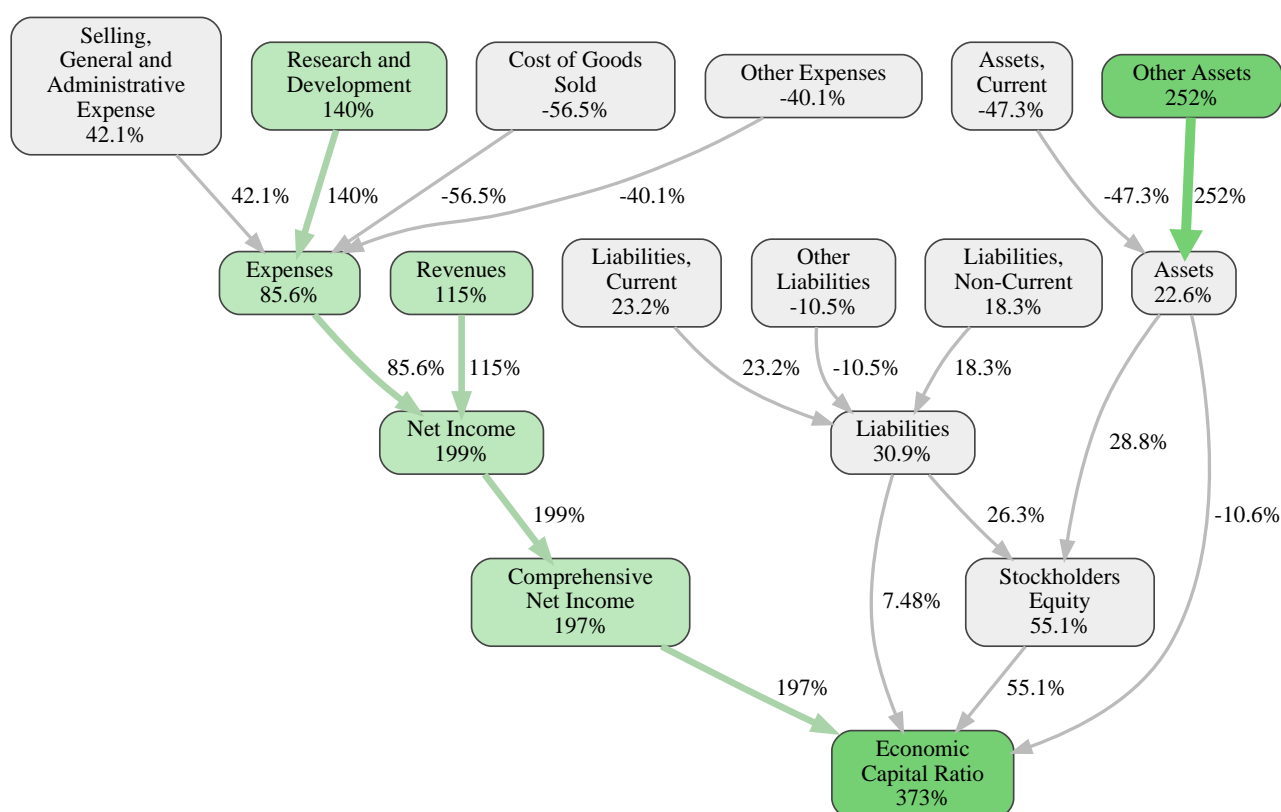 Selling,
General and
Administrative
Expense
42.1%
Research and
Development
140%
Cost of Goods
Sold
-56.5%
Other Expenses
-40.1%
Assets,
Current
-47.3%
Other Assets
252%
42.1%
140%
-56.5%
-40.1%
-47.3%
252%
Expenses
85.6%
Revenues
115%
Liabilities,
Current
23.2%
Other
Liabilities
-10.5%
Liabilities,
Non-Current
18.3%
Assets
22.6%
85.6%
115%
23.2%
-10.5%
18.3%
Net Income
199%
Liabilities
30.9%
28.8%
199%
26.3%
-10.6%
Comprehensive
Net Income
197%
7.48%
Stockholders
Equity
55.1%
197%
55.1%
Economic
Capital Ratio
373%